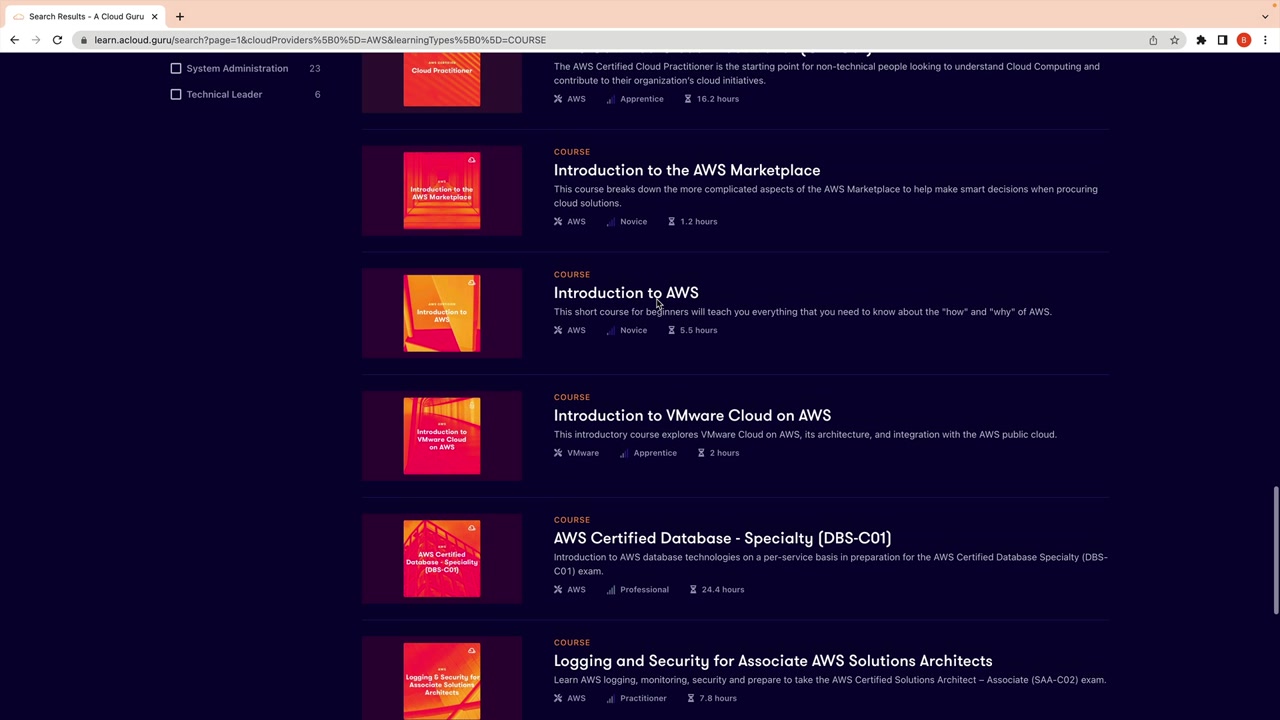 Search Results - A Cloud Guru
learn.acloud.guru/search?page=1&cloudProviders%5B0%5D=AWS&learningTypes%5B0%5D=COURSE
B
System Administration 23
Technical Leader 6
Cloud Practitioner
The AWS Certified Cloud Practitioner is the starting point for non-technical people looking to understand Cloud Computing and
contribute to their organization's cloud initiatives.
AWS Apprentice 16.2 hours
COURSE
Introduction to the AWS Marketplace
This course breaks down the more complicated aspects of the AWS Marketplace to help make smart decisions when procuring
cloud solutions.
AWS Novice 1.2 hours
AWS
Introduction to the
AWS Marketplace
COURSE
Introduction to AWS
This short course for beginners will teach you everything that you need to know about the "how" and "why" of AWS.
AWS Novice 5.5 hours
Introduction to
AWS
COURSE
Introduction to VMware Cloud on AWS
This introductory course explores VMware Cloud on AWS, its architecture, and integration with the AWS public cloud.
VMware Apprentice 2 hours
AWS
Introduction to
VMware Cloud
on AWS
COURSE
AWS Certified Database - Specialty (DBS-C01)
Introduction to AWS database technologies on a per-service basis in preparation for the AWS Certified Database Specialty (DBS-
C01) exam.
AWS Professional 24.4 hours
AWS
AWS Certified
Database - Speciality
(DBS-C01)
COURSE
Logging and Security for Associate AWS Solutions Architects
Learn AWS logging, monitoring, security and prepare to take the AWS Certified Solutions Architect – Associate (SAA-C02) exam.
AWS Practitioner 7.8 hours
AWS
Logging & Security for
Associate Solutions
Architects